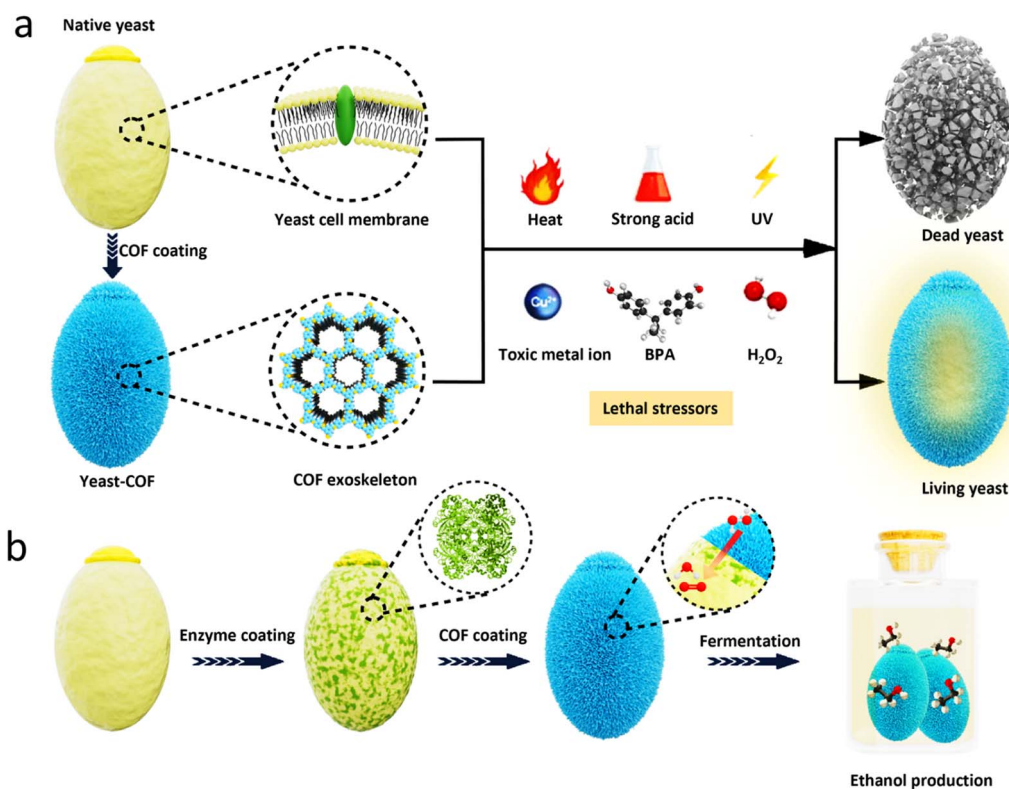 a
Native yeast
Yeast cell membrane
COF coating
Heat
Strong acid
UV
Dead yeast
Cu²⁺
Toxic metal ion
BPA
H₂O₂
Lethal stressors
Yeast-COF
COF exoskeleton
Living yeast
b
Enzyme coating
COF coating
Fermentation
Ethanol production